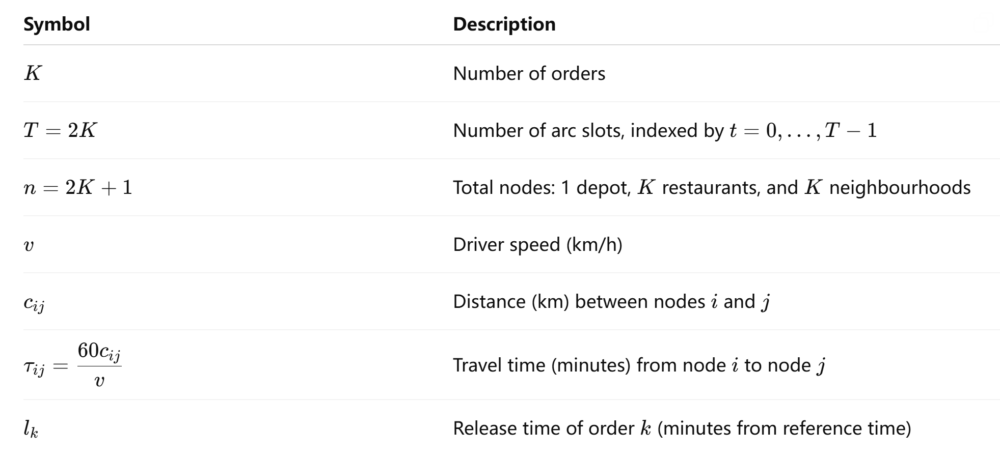 Symbol Description
K Number of orders
T = 2K Number of arc slots, indexed by t = 0, . . . , T − 1
n = 2K + 1 Total nodes: 1 depot, K restaurants, and K neighbourhoods
v Driver speed (km/h)
c_{ij} Distance (km) between nodes i and j
τ_{ij} = \frac{60c_{ij}}{v} Travel time (minutes) from node i to node j
l_k Release time of order k (minutes from reference time)